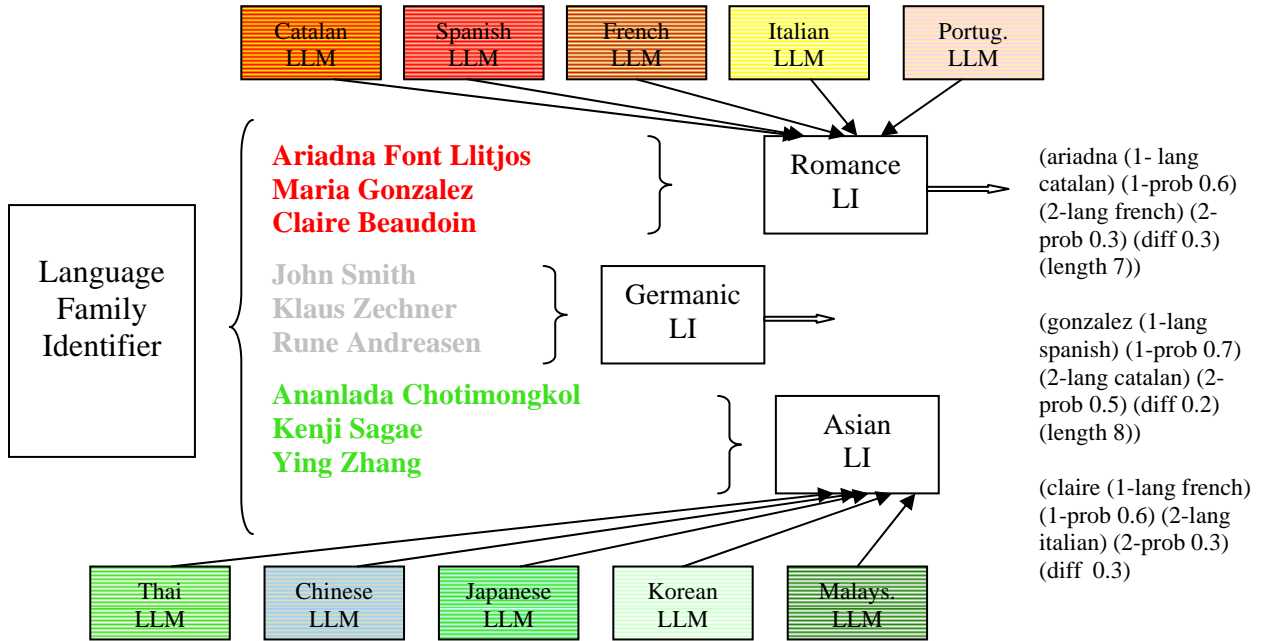 Catalan
LLM
Spanish
LLM
French
LLM
Italian
LLM
Portug.
LLM
Language
Family
Identifier
Ariadna Font Llitjos
Maria Gonzalez
Claire Beaudoin
Romance
LI
John Smith
Klaus Zechner
Rune Andreasen
Germanic
LI
Ananlada Chotimongkol
Kenji Sagae
Ying Zhang
Asian
LI
(ariadna (1- lang
catalan) (1-prob 0.6)
(2-lang french) (2-
prob 0.3) (diff 0.3)
(length 7))
(gonzalez (1-lang
spanish) (1-prob 0.7)
(2-lang catalan) (2-
prob 0.5) (diff 0.2)
(length 8))
(claire (1-lang french)
(1-prob 0.6) (2-lang
italian) (2-prob 0.3)
(diff 0.3)
Thai
LLM
Chinese
LLM
Japanese
LLM
Korean
LLM
Malays.
LLM